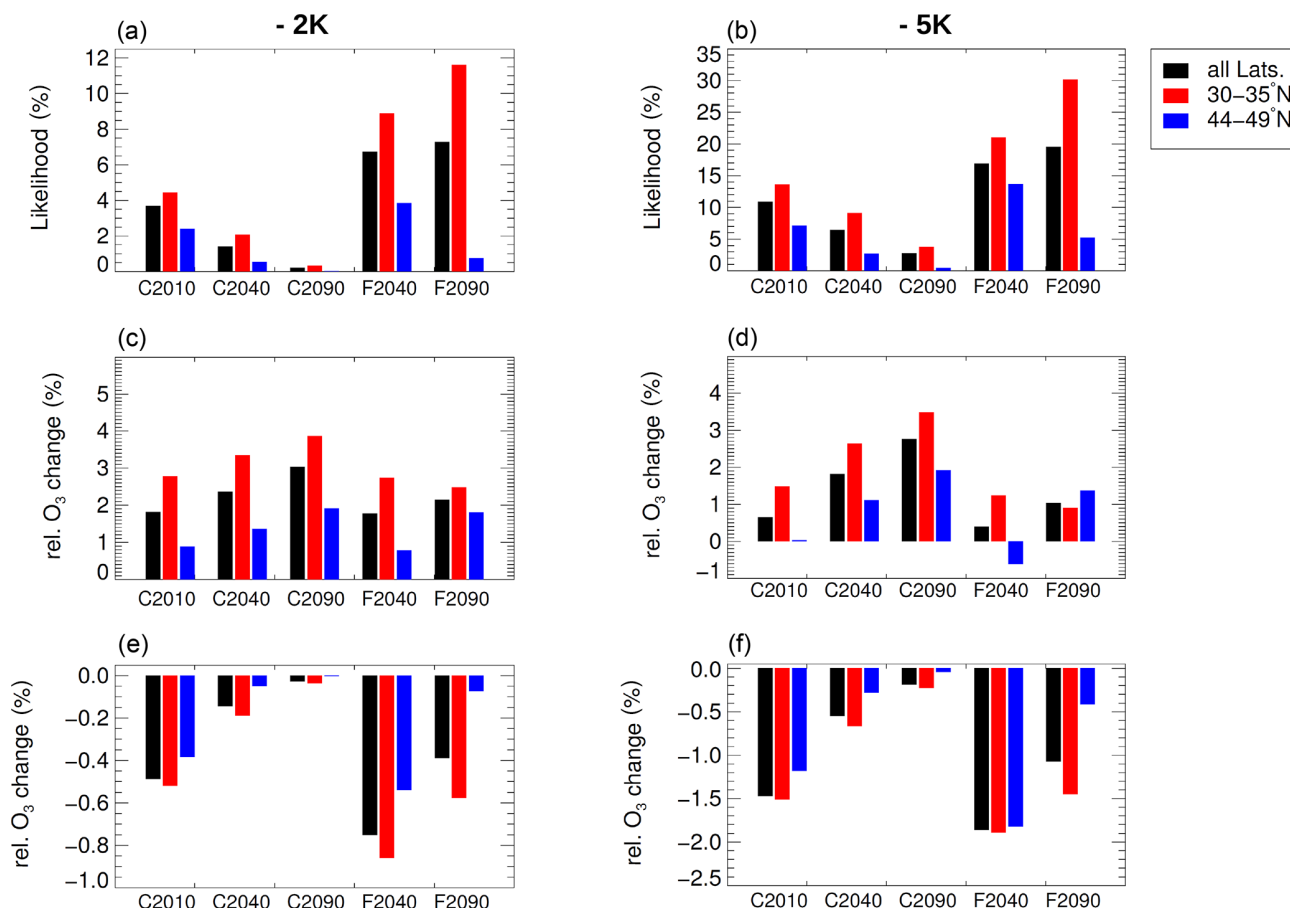 - 2K
- 5K
(a)
Likelihood (%)
12
10
8
6
4
2
0
C2010 C2040 C2090 F2040 F2090
(b)
Likelihood (%)
35
30
25
20
15
10
5
0
C2010 C2040 C2090 F2040 F2090
all Lats.
30–35°N
44–49°N
(c)
rel. O₃ change (%)
5
4
3
2
1
0
C2010 C2040 C2090 F2040 F2090
(d)
rel. O₃ change (%)
4
3
2
1
0
−1
C2010 C2040 C2090 F2040 F2090
(e)
rel. O₃ change (%)
0.0
−0.2
−0.4
−0.6
−0.8
−1.0
C2010 C2040 C2090 F2040 F2090
(f)
rel. O₃ change (%)
0.0
−0.5
−1.0
−1.5
−2.0
−2.5
C2010 C2040 C2090 F2040 F2090